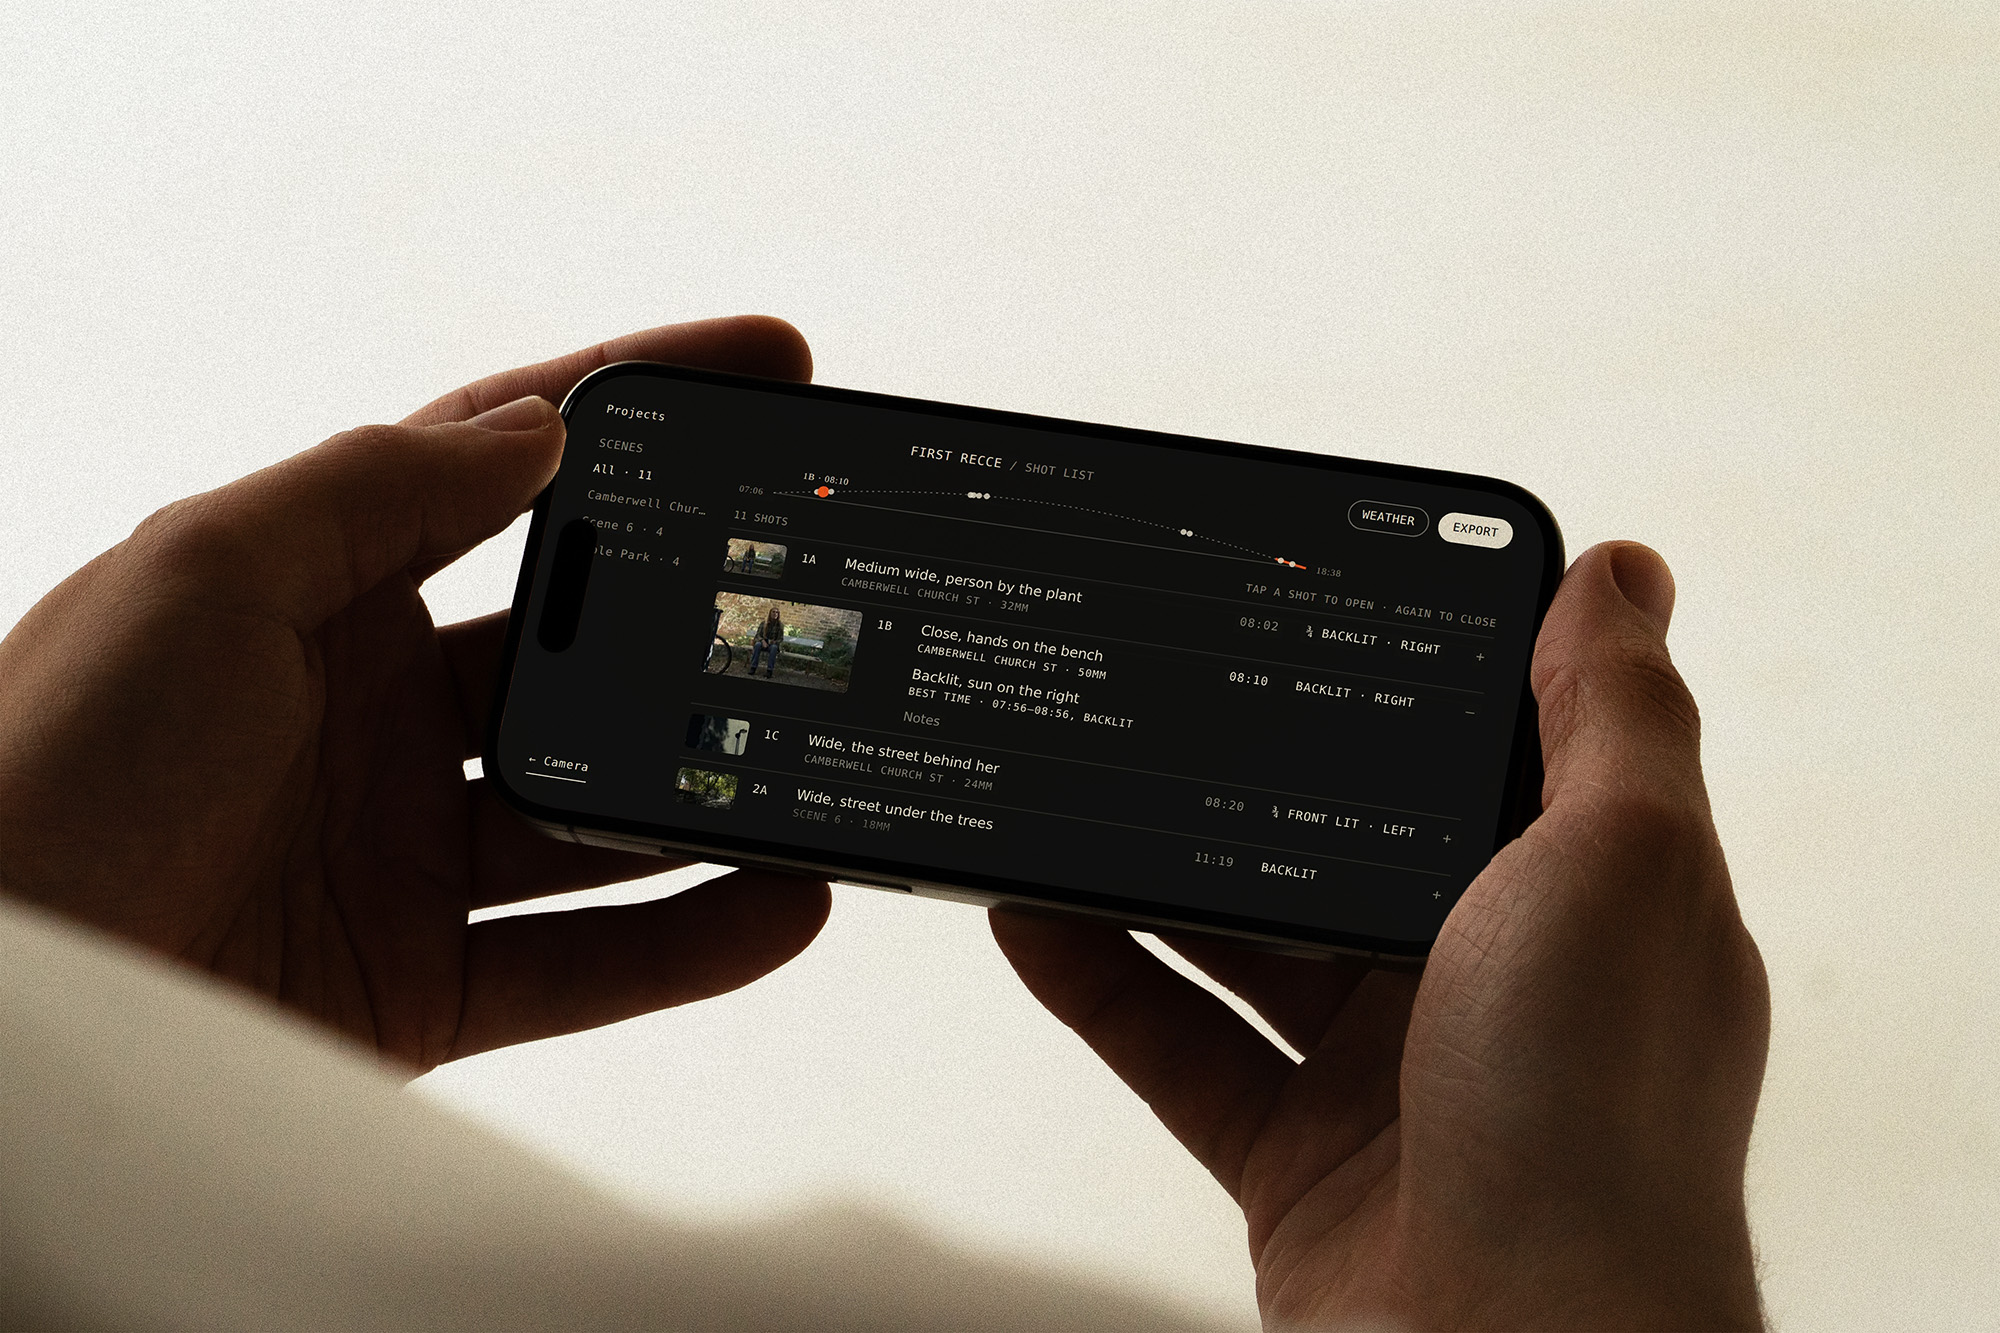 Projects
SCENES
All · 11
Camberwell Chur…
Scene 6 · 4
Park · 4
← Camera
FIRST RECCE / SHOT LIST
WEATHER
EXPORT
1B · 08:10
07:06
18:38
11 SHOTS
TAP A SHOT TO OPEN · AGAIN TO CLOSE
1A
Medium wide, person by the plant
CAMBERWELL CHURCH ST · 32MM
08:02
¾ BACKLIT · RIGHT
+
1B
Close, hands on the bench
CAMBERWELL CHURCH ST · 50MM
08:10
BACKLIT · RIGHT
–
Backlit, sun on the right
BEST TIME · 07:56–08:56, BACKLIT
Notes
1C
Wide, the street behind her
CAMBERWELL CHURCH ST · 24MM
08:20
¾ FRONT LIT · LEFT
+
2A
Wide, street under the trees
SCENE 6 · 18MM
11:19
BACKLIT
+